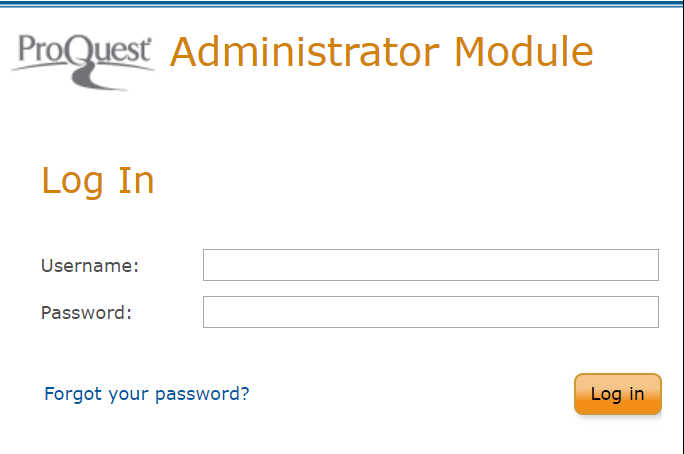 ProQuest Administrator Module
Log In
Username:
Password:
Forgot your password? Log in